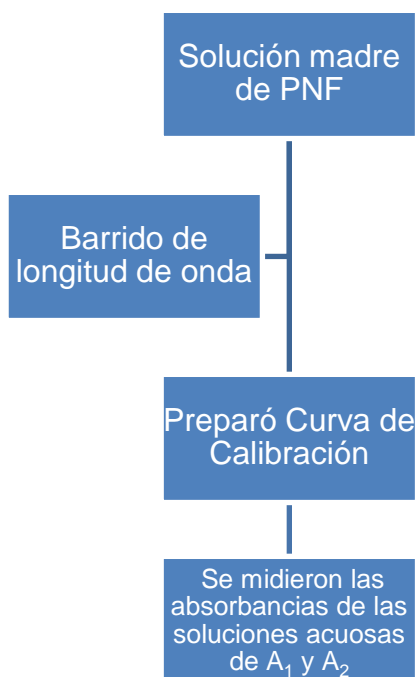 Solución madre
de PNF
Barrido de
longitud de onda
Preparó Curva de
Calibración
Se midieron las
absorbancias de las
soluciones acuosas
de A₁ y A₂